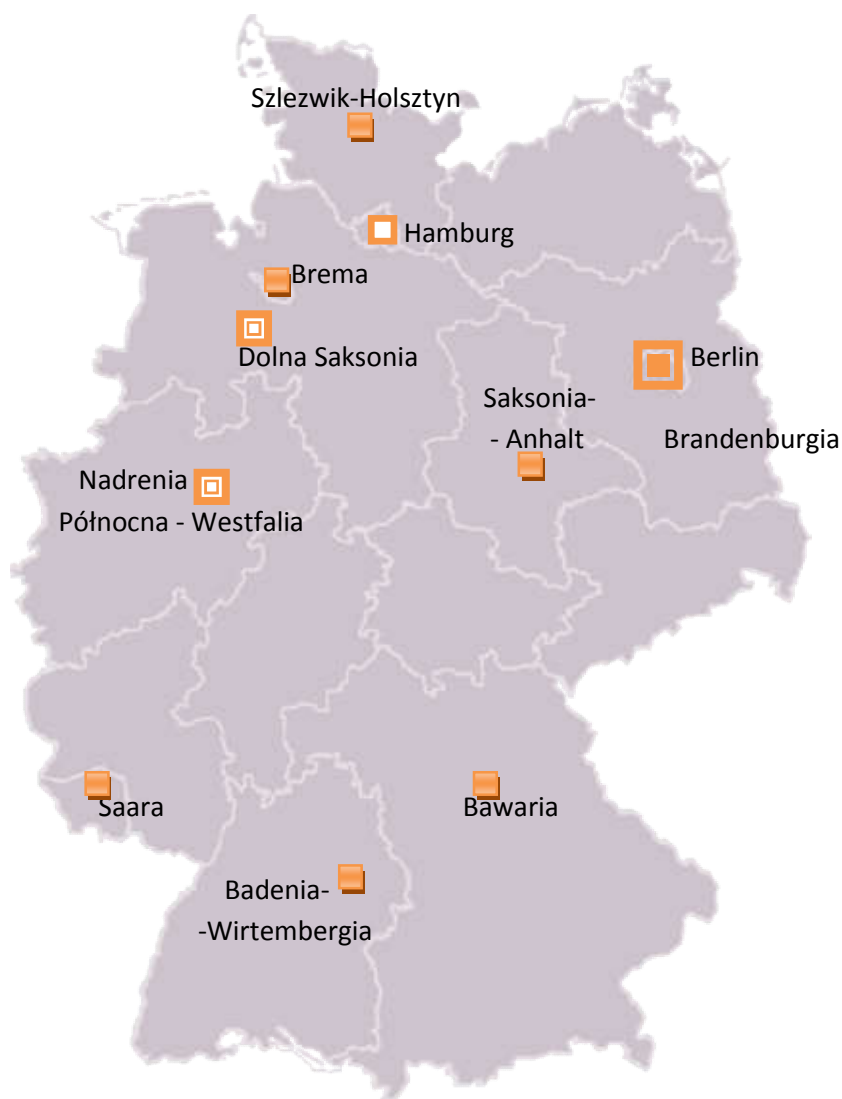 Szlezwik-Holsztyn
Hamburg
Brema
Dolna Saksonia
Berlin
Saksonia-
- Anhalt
Brandenburgia
Nadrenia
Północna - Westfalia
Saara
Bawaria
Badenia-
-Wirtembergia